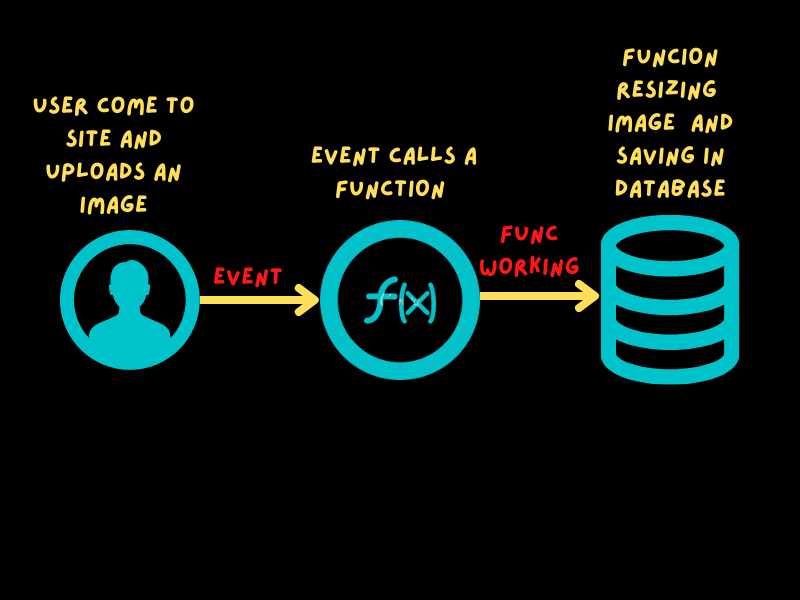 USER COME TO
SITE AND
UPLOADS AN
IMAGE
EVENT
EVENT CALLS A
FUNCTION
f(x)
FUNC
WORKING
FUNCION
RESIZING
IMAGE AND
SAVING IN
DATABASE